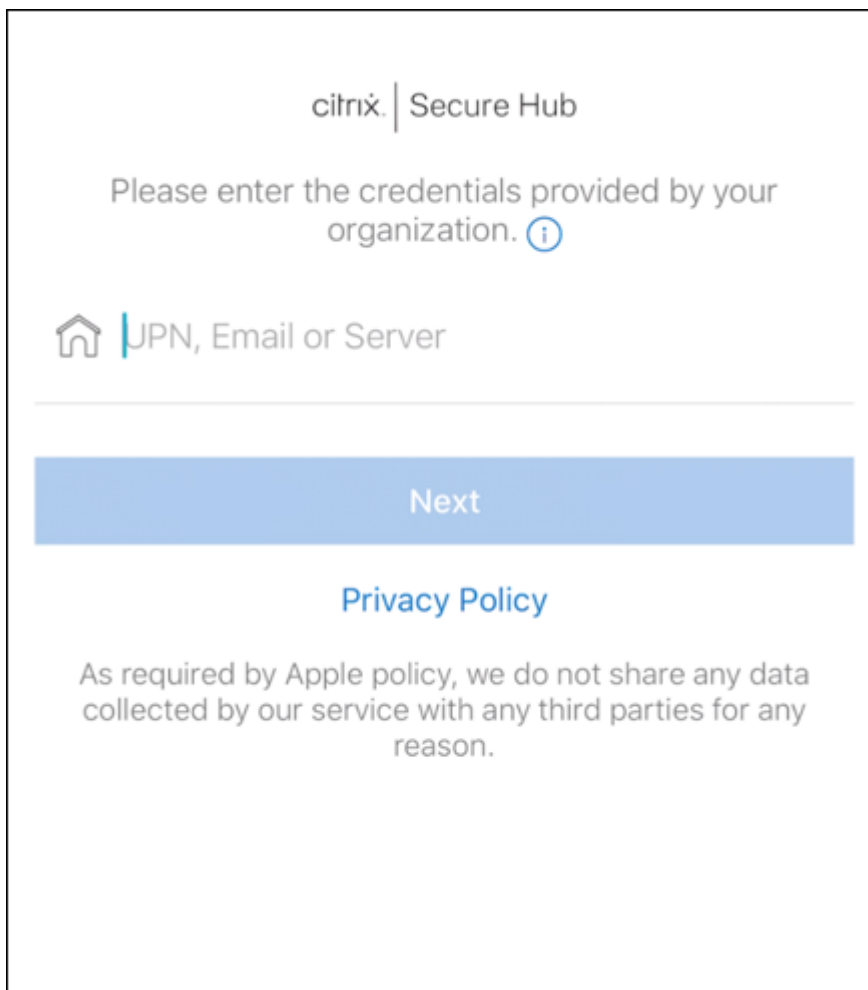 citrix. | Secure Hub
Please enter the credentials provided by your
organization.
UPN, Email or Server
Next
Privacy Policy
As required by Apple policy, we do not share any data
collected by our service with any third parties for any
reason.